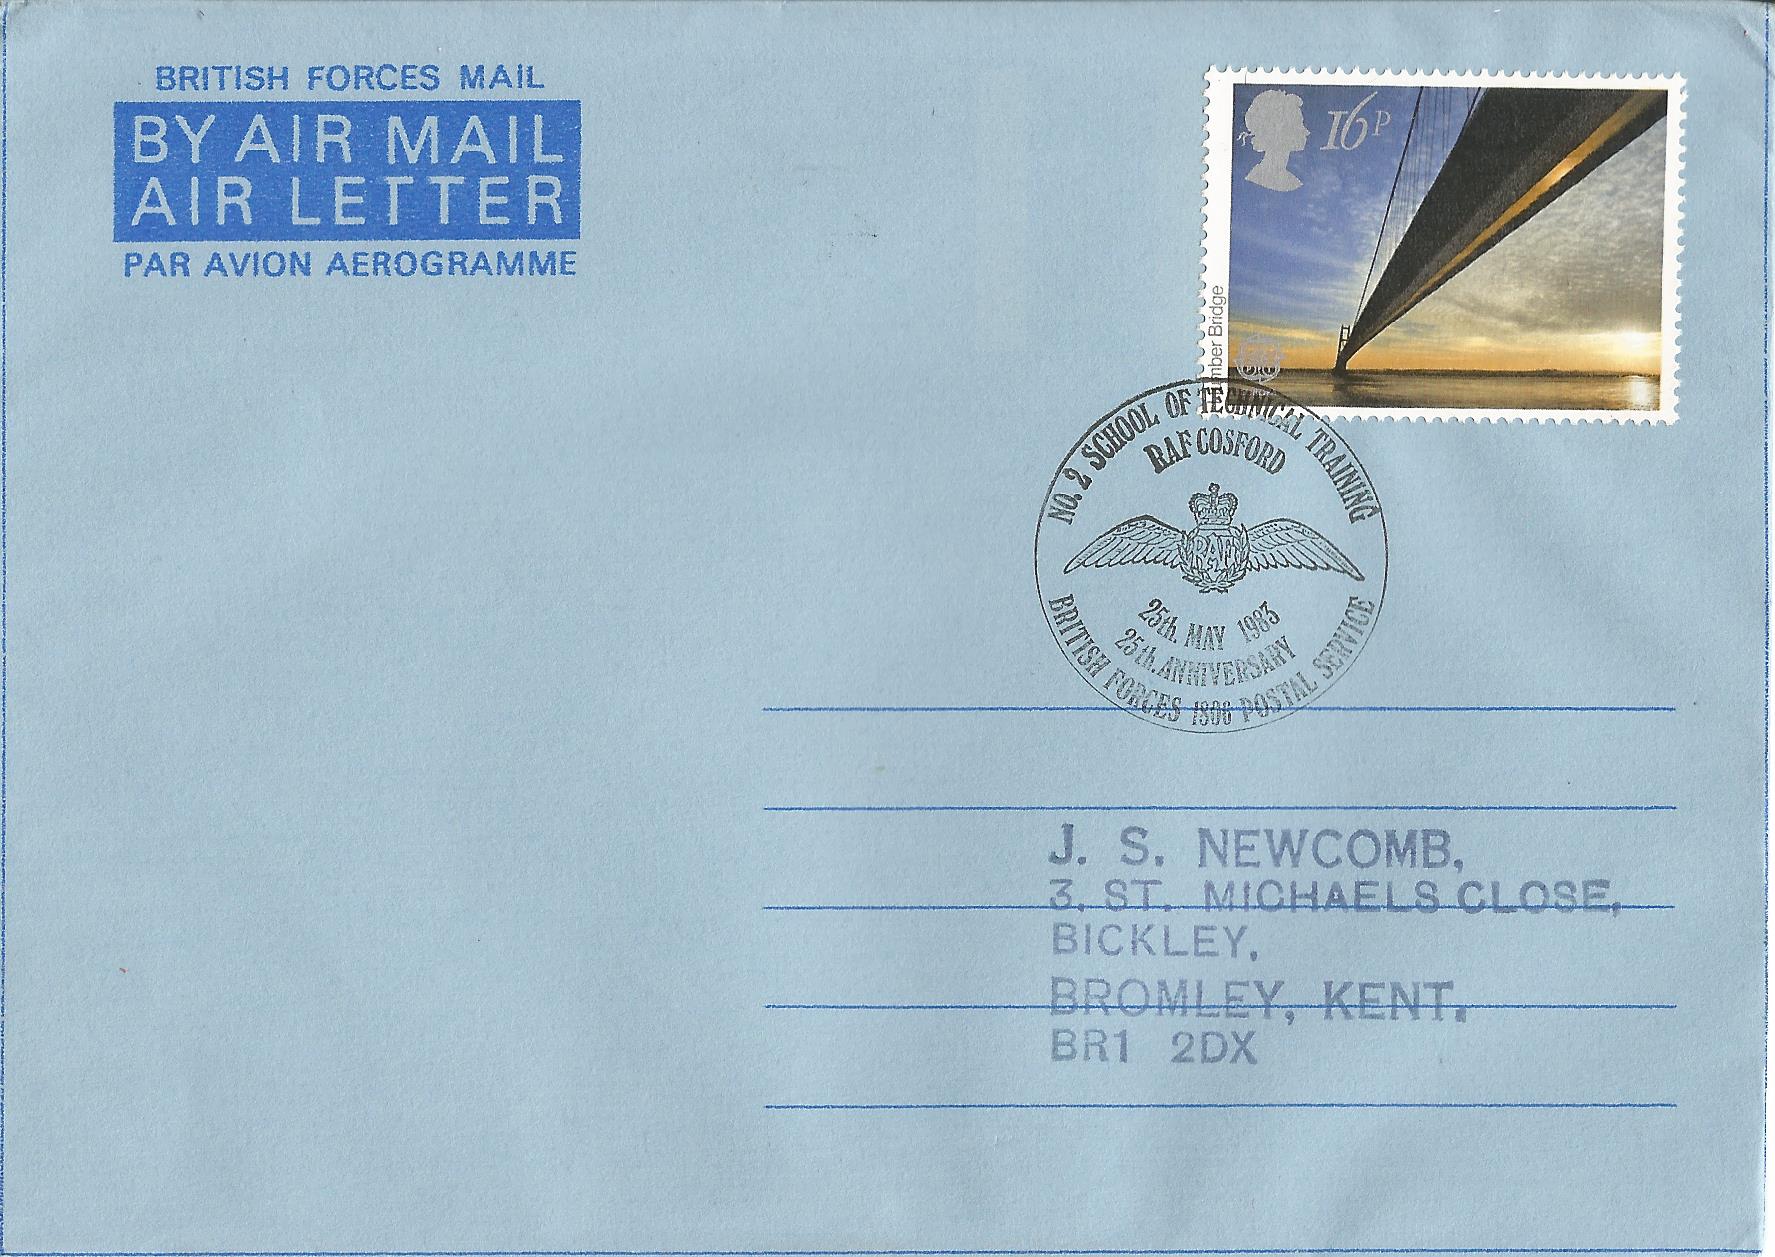 BRITISH FORCES MAIL
BY AIR MAIL
AIR LETTER
PAR AVION AEROGRAMME
16P
Bridge
NO. 2 SCHOOL OF TECHNICAL TRAINING
RAF COSFORD
RAF
25th. MAY 1983
25th. ANNIVERSARY
BRITISH FORCES 1806 POSTAL SERVICE
J. S. NEWCOMB,
3. ST. MICHAELS CLOSE,
BICKLEY,
BROMLEY, KENT.
BR1 2DX